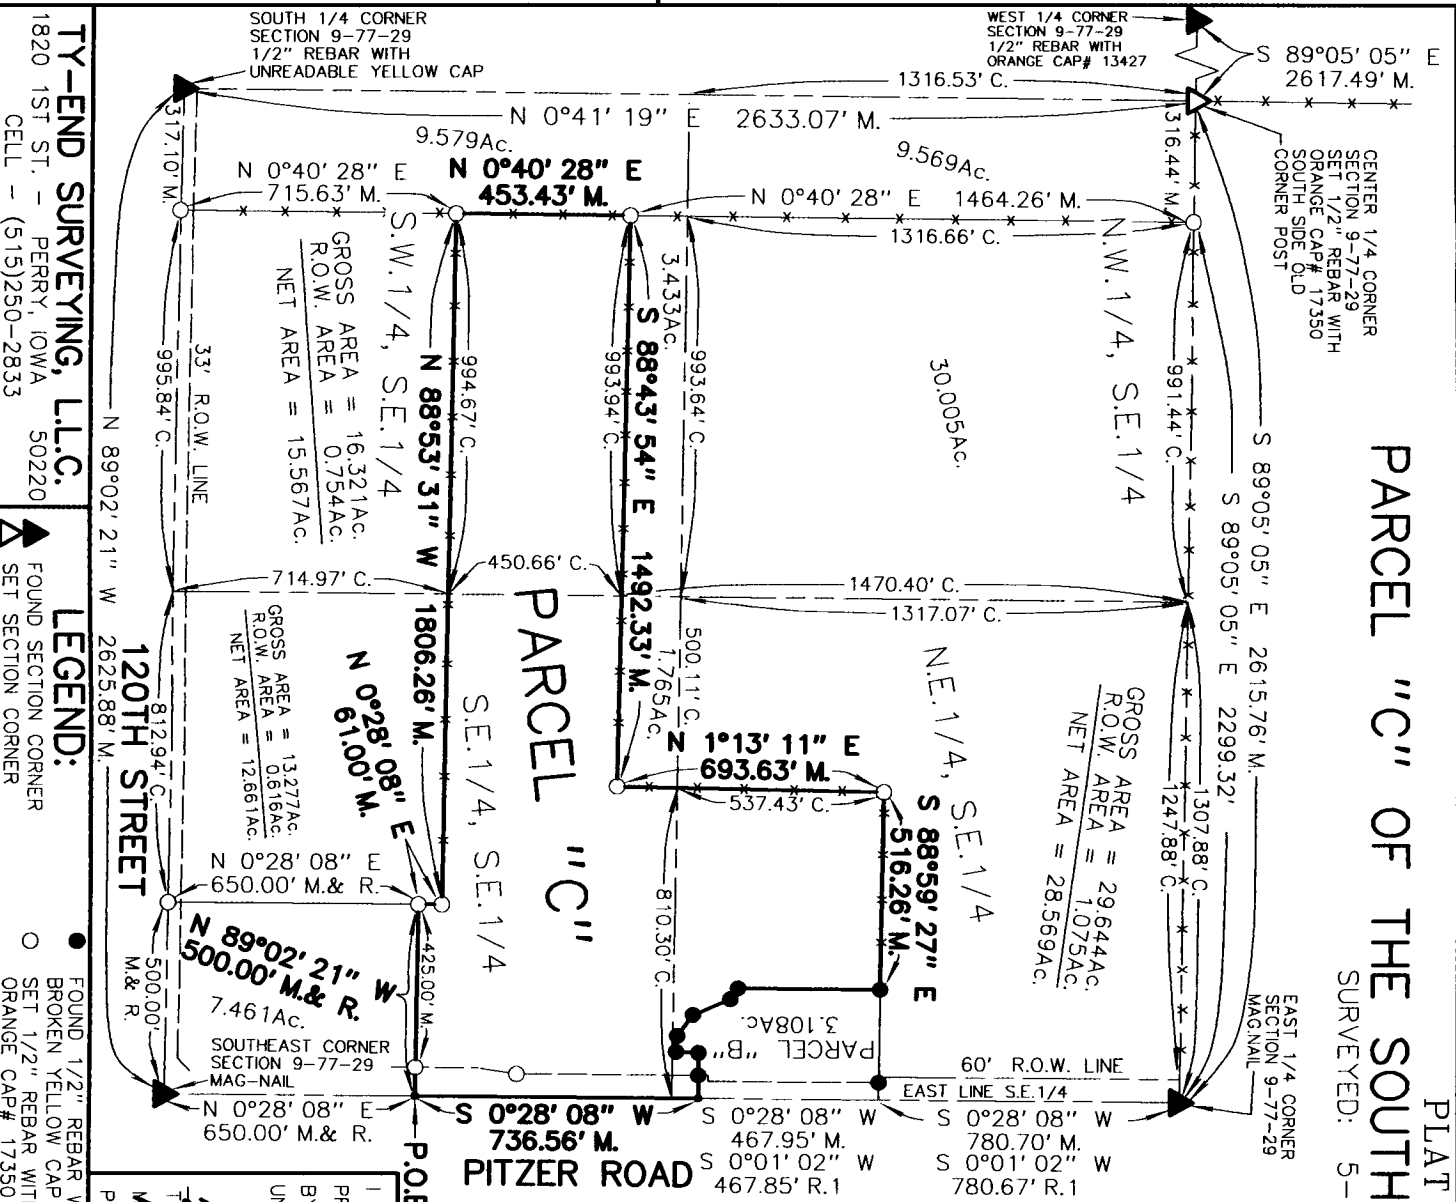 PLAT
PARCEL "C" OF THE SOUTH
SURVEYED: 5-
SOUTH 1/4 CORNER
SECTION 9-77-29
1/2" REBAR WITH
UNREADABLE YELLOW CAP
WEST 1/4 CORNER
SECTION 9-77-29
1/2" REBAR WITH
ORANGE CAP# 13427
S 89°05' 05" E
2617.49' M.
CENTER 1/4 CORNER
SECTION 9-77-29
SET 1/2" REBAR WITH
ORANGE CAP# 17350
SOUTH SIDE OLD
CORNER POST
1316.53' C.
N 0°41' 19" E 2633.07' M.
317.10' M.
316.44' M.
9.579Ac.
9.569Ac.
N 0°40' 28" E
715.63' M.
N 0°40' 28" E
453.43' M.
N 0°40' 28" E 1464.26' M.
1316.66' C.
S.W.1/4, S.E.1/4
N.W.1/4, S.E.1/4
GROSS AREA = 16.321Ac.
R.O.W. AREA = 0.754Ac.
NET AREA = 15.567Ac.
33' R.O.W. LINE
995.84' C.
994.67' C.
N 88°53' 31" W 1806.26' M.
993.94' C.
S 88°43' 54" E 1492.33' M.
3.433Ac.
993.64' C.
30.005Ac.
991.44' C.
S 89°05' 05" E 2299.32'
S 89°05' 05" E 2615.76' M.
N 89°02' 21" W 2625.88' M.
714.97' C.
450.66' C.
1470.40' C.
1317.07' C.
PARCEL "C"
S.E.1/4, S.E.1/4
N.E.1/4, S.E.1/4
GROSS AREA = 13.277Ac.
R.O.W. AREA = 0.616Ac.
NET AREA = 12.661Ac.
N 0°28' 08" E
61.00' M.
1.765Ac.
500.11' C.
N 1°13' 11" E
693.63' M.
537.43' C.
S 88°59' 27" E
516.26' M.
GROSS AREA = 29.644Ac.
R.O.W. AREA = 1.075Ac.
NET AREA = 28.569Ac.
1307.88' C.
1247.88' C.
120TH STREET
812.94' C.
N 0°28' 08" E
650.00' M.& R.
N 89°02' 21" W
500.00' M.& R.
425.00' M.
810.30' C.
500.00'
M.& R.
7.461Ac.
PARCEL "B"
3.108Ac.
SOUTHEAST CORNER
SECTION 9-77-29
MAG-NAIL
EAST 1/4 CORNER
SECTION 9-77-29
MAG.NAIL
60' R.O.W. LINE
EAST LINE S.E.1/4
N 0°28' 08" E
650.00' M.& R.
S 0°28' 08" W
736.56' M.
S 0°28' 08" W
467.95' M.
S 0°01' 02" W
467.85' R.1
S 0°28' 08" W
780.70' M.
S 0°01' 02" W
780.67' R.1
PITZER ROAD
P.O.B
TY-END SURVEYING, L.L.C.
1820 1ST ST. - PERRY, IOWA 50220
CELL - (515)250-2833
LEGEND:
FOUND SECTION CORNER
SET SECTION CORNER
FOUND 1/2" REBAR W
BROKEN YELLOW CAP
SET 1/2" REBAR WIT
ORANGE CAP# 17350